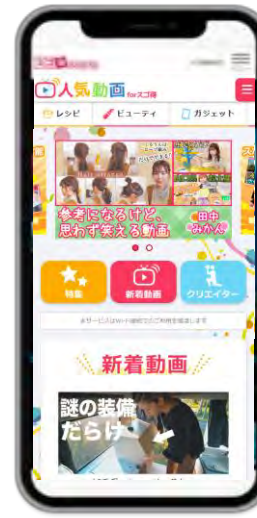 人気動画 forスゴ得
レシピ
ビューティ
ガジェット
参考になるけど、
思わず笑える動画
田中
みかん
特集
新着動画
クリエイター
新着動画
謎の装備
だらけ